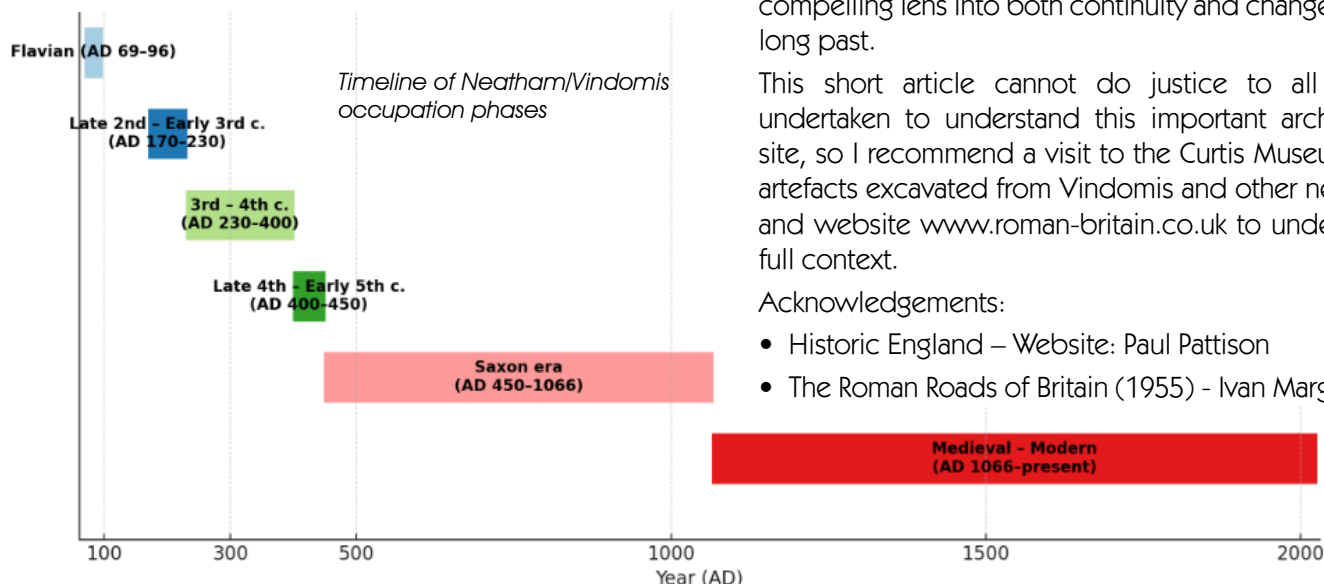 Flavian (AD 69–96)
Timeline of Neatham/Vindomis
occupation phases
Late 2nd – Early 3rd c.
(AD 170–230)
3rd – 4th c.
(AD 230–400)
Late 4th – Early 5th c.
(AD 400–450)
Saxon era
(AD 450–1066)
Medieval – Modern
(AD 1066–present)
100 300 500 1000 1500 2000
Year (AD)
compelling lens into both continuity and change
long past.
This short article cannot do justice to all
undertaken to understand this important arch
site, so I recommend a visit to the Curtis Museu
artefacts excavated from Vindomis and other ne
and website www.roman-britain.co.uk to unde
full context.
Acknowledgements:
• Historic England – Website: Paul Pattison
• The Roman Roads of Britain (1955) - Ivan Marg